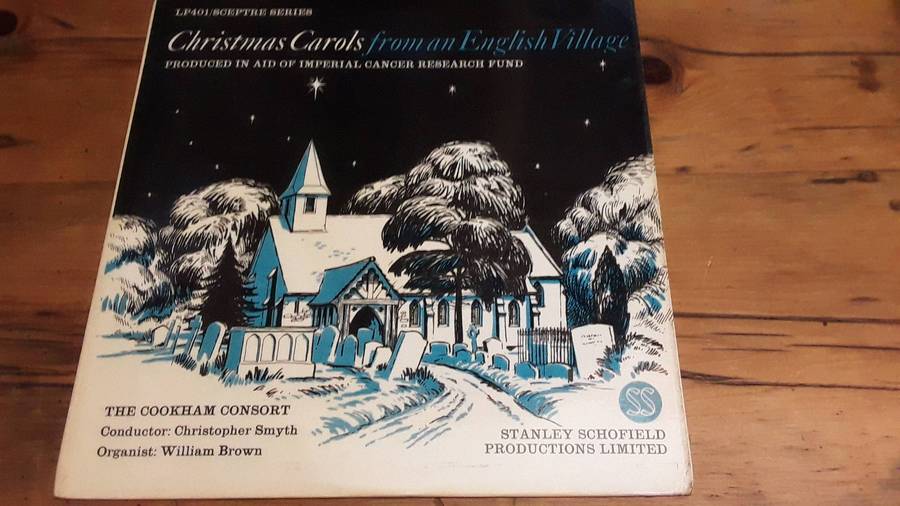 LP401/SCEPTRE SERIES
Christmas Carols from an English Village
PRODUCED IN AID OF IMPERIAL CANCER RESEARCH FUND
THE COOKHAM CONSORT
Conductor: Christopher Smyth
Organist: William Brown
SS
STANLEY SCHOFIELD
PRODUCTIONS LIMITED